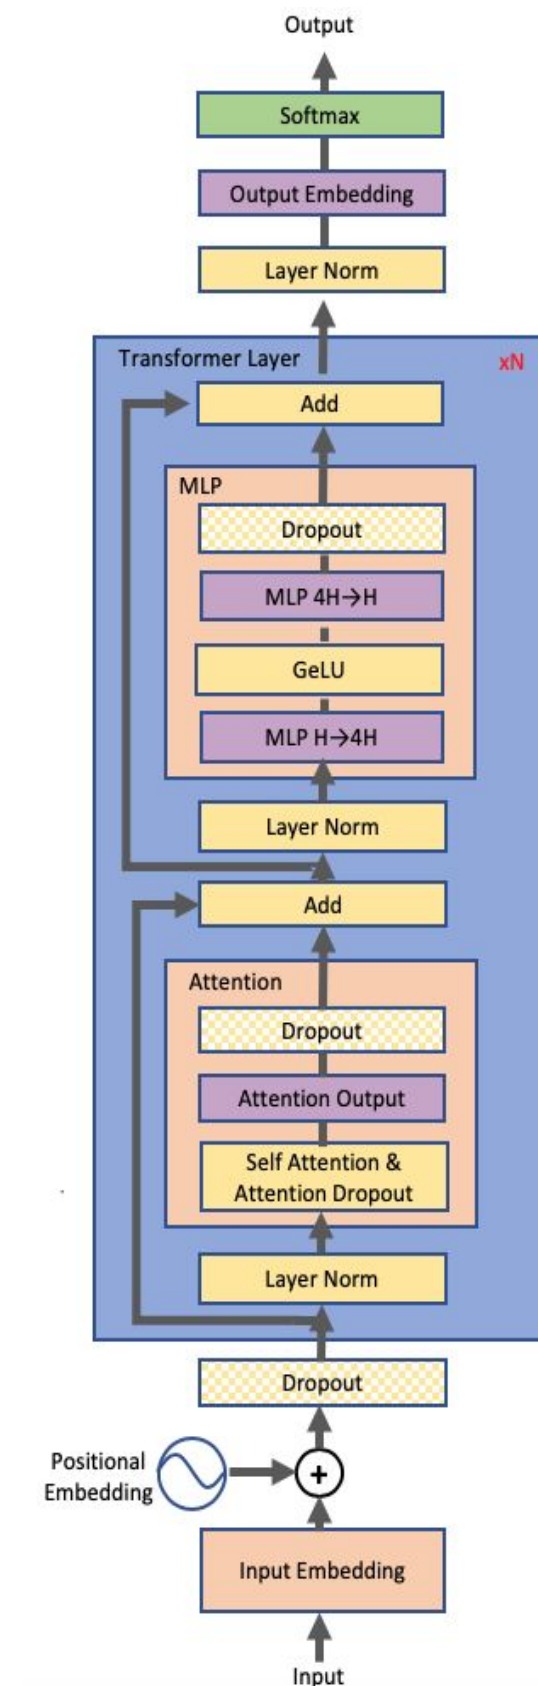 Output
Softmax
Output Embedding
Layer Norm
Transformer Layer
xN
Add
MLP
Dropout
MLP 4H→H
GeLU
MLP H→4H
Layer Norm
Add
Attention
Dropout
Attention Output
Self Attention &
Attention Dropout
Layer Norm
Dropout
Positional
Embedding
+
Input Embedding
Input